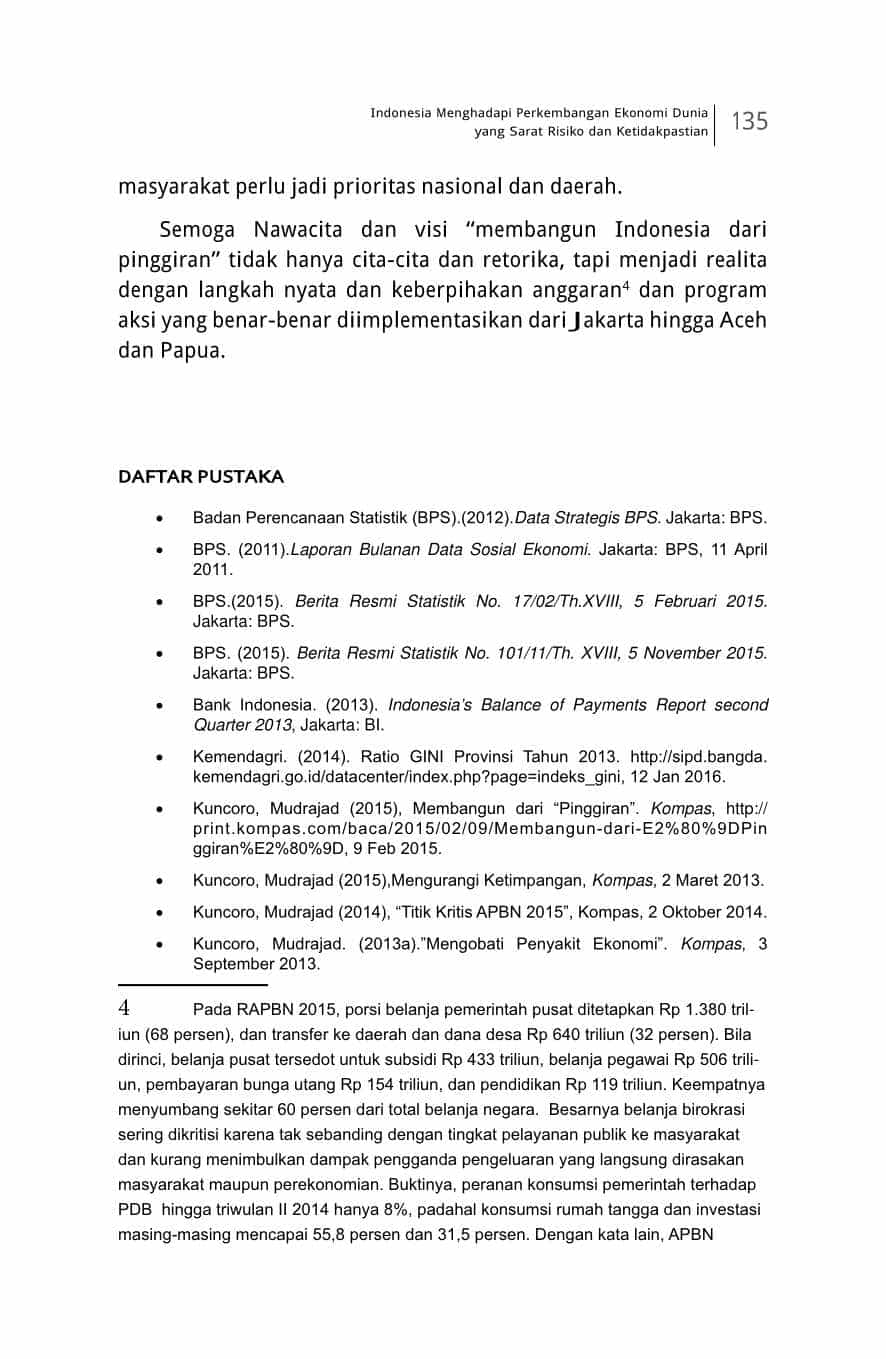 Indonesia Menghadapi Perkembangan Ekonomi Dunia
yang Sarat Risiko dan Ketidakpastian
135
masyarakat perlu jadi prioritas nasional dan daerah.
Semoga Nawacita dan visi “membangun Indonesia dari
pinggiran” tidak hanya cita-cita dan retorika, tapi menjadi realita
dengan langkah nyata dan keberpihakan anggaran4 dan program
aksi yang benar-benar diimplementasikan dari Jakarta hingga Aceh
dan Papua.
DAFTAR PUSTAKA
• Badan Perencanaan Statistik (BPS).(2012).Data Strategis BPS. Jakarta: BPS.
• BPS. (2011).Laporan Bulanan Data Sosial Ekonomi. Jakarta: BPS, 11 April
2011.
• BPS.(2015). Berita Resmi Statistik No. 17/02/Th.XVIII, 5 Februari 2015.
Jakarta: BPS.
• BPS. (2015). Berita Resmi Statistik No. 101/11/Th. XVIII, 5 November 2015.
Jakarta: BPS.
• Bank Indonesia. (2013). Indonesia’s Balance of Payments Report second
Quarter 2013, Jakarta: BI.
• Kemendagri. (2014). Ratio GINI Provinsi Tahun 2013. http://sipd.bangda.
kemendagri.go.id/datacenter/index.php?page=indeks_gini, 12 Jan 2016.
• Kuncoro, Mudrajad (2015), Membangun dari “Pinggiran”. Kompas, http://
print.kompas.com/baca/2015/02/09/Membangun-dari-E2%80%9DPin
ggiran%E2%80%9D, 9 Feb 2015.
• Kuncoro, Mudrajad (2015),Mengurangi Ketimpangan, Kompas, 2 Maret 2013.
• Kuncoro, Mudrajad (2014), “Titik Kritis APBN 2015”, Kompas, 2 Oktober 2014.
• Kuncoro, Mudrajad. (2013a).”Mengobati Penyakit Ekonomi”. Kompas, 3
September 2013.
4 Pada RAPBN 2015, porsi belanja pemerintah pusat ditetapkan Rp 1.380 tril-
iun (68 persen), dan transfer ke daerah dan dana desa Rp 640 triliun (32 persen). Bila
dirinci, belanja pusat tersedot untuk subsidi Rp 433 triliun, belanja pegawai Rp 506 trili-
un, pembayaran bunga utang Rp 154 triliun, dan pendidikan Rp 119 triliun. Keempatnya
menyumbang sekitar 60 persen dari total belanja negara.  Besarnya belanja birokrasi
sering dikritisi karena tak sebanding dengan tingkat pelayanan publik ke masyarakat
dan kurang menimbulkan dampak pengganda pengeluaran yang langsung dirasakan
masyarakat maupun perekonomian. Buktinya, peranan konsumsi pemerintah terhadap
PDB  hingga triwulan II 2014 hanya 8%, padahal konsumsi rumah tangga dan investasi
masing-masing mencapai 55,8 persen dan 31,5 persen. Dengan kata lain, APBN